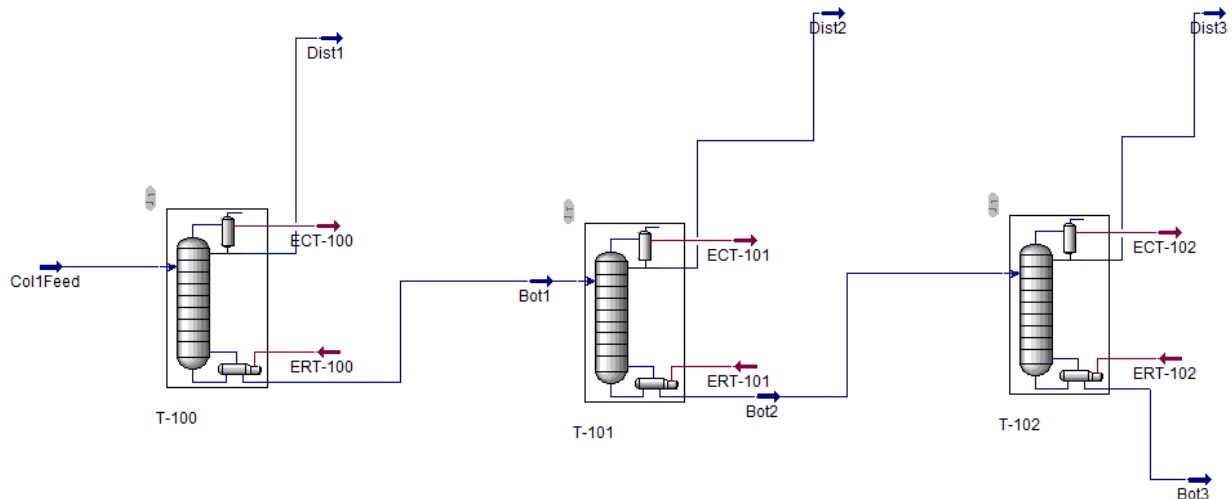 Dist1
Dist2
Dist3
ECT-100
ECT-101
ECT-102
Col1Feed
Bot1
ERT-100
ERT-101
ERT-102
Bot2
T-100
T-101
T-102
Bot3